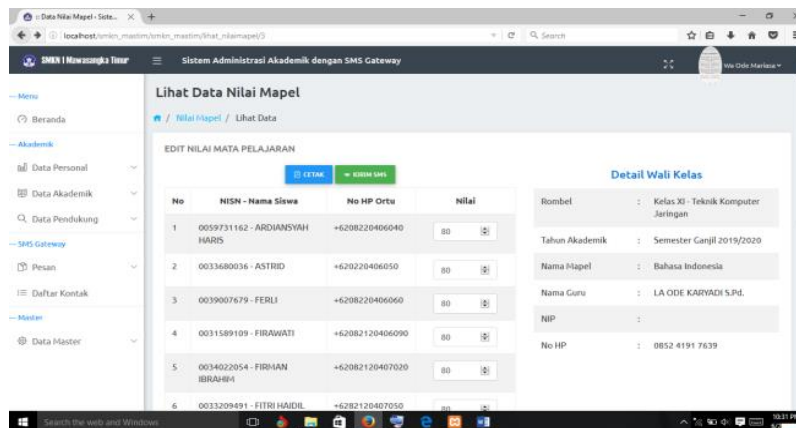 :: Data Nilai Mapel - Siste...
localhost/smkn_mastim/smkn_mastim/lihat_nilaimapel/3
Search
SMKN 1 Mawasangka Timur
Sistem Administrasi Akademik dengan SMS Gateway
Wa Ode Marlasa
-- Menu
Beranda
-- Akademik
Data Personal
Data Akademik
Data Pendukung
-- SMS Gateway
Pesan
Daftar Kontak
-- Master
Data Master
Lihat Data Nilai Mapel
/ Nilai Mapel / Lihat Data
EDIT NILAI MATA PELAJARAN
CETAK
KIRIM SMS
No NISN - Nama Siswa No HP Ortu Nilai
1 0059731162 - ARDIANSYAH HARIS +6208220406040 80
2 0033680036 - ASTRID +620220406050 80
3 0039007679 - FERLI +6208220406060 80
4 0031589109 - FIRAWATI +62082120406090 80
5 0034022054 - FIRMAN IBRAHIM +62082120407020 80
6 0033209491 - FITRI HAIDIL +6282120407050 80
Detail Wali Kelas
Rombel : Kelas XI - Teknik Komputer Jaringan
Tahun Akademik : Semester Ganjil 2019/2020
Nama Mapel : Bahasa Indonesia
Nama Guru : LA ODE KARYADI S.Pd.
NIP :
No HP : 0852 4191 7639
Search the web and Windows
10:31 PM